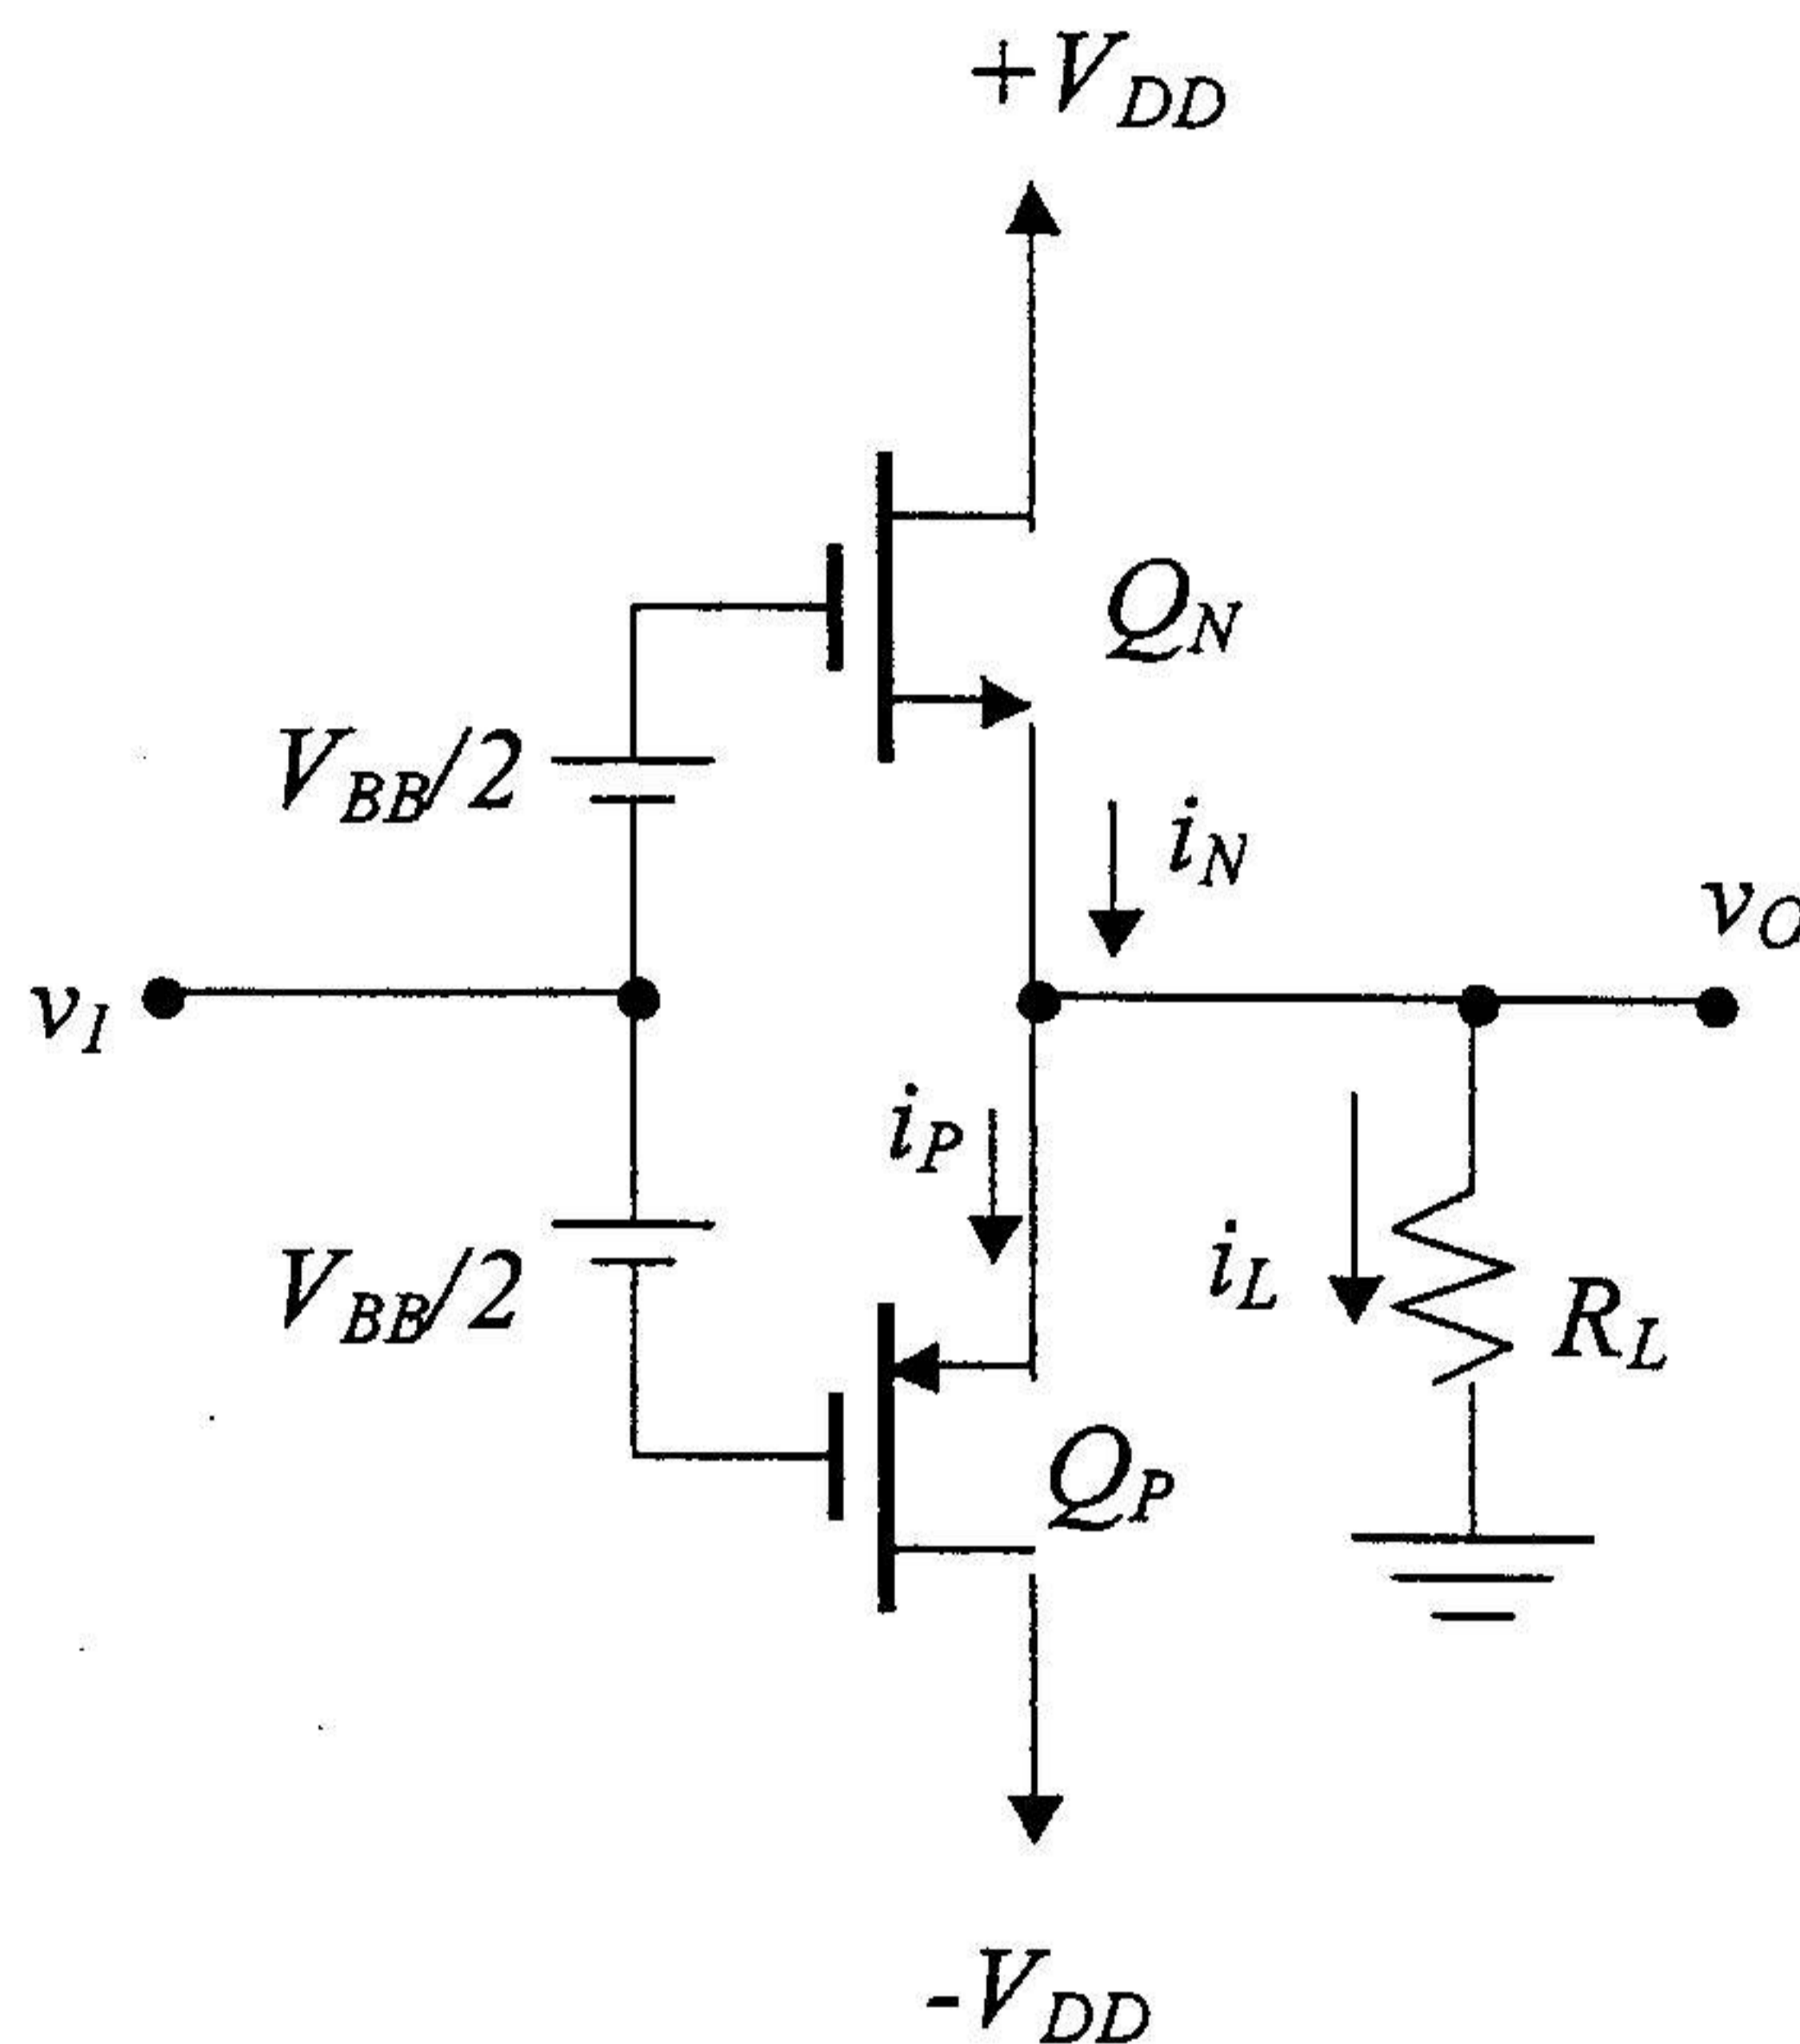 +V_DD
Q_N
V_BB/2
i_N
v_O
v_I
i_P
i_L
V_BB/2
R_L
Q_P
-V_DD